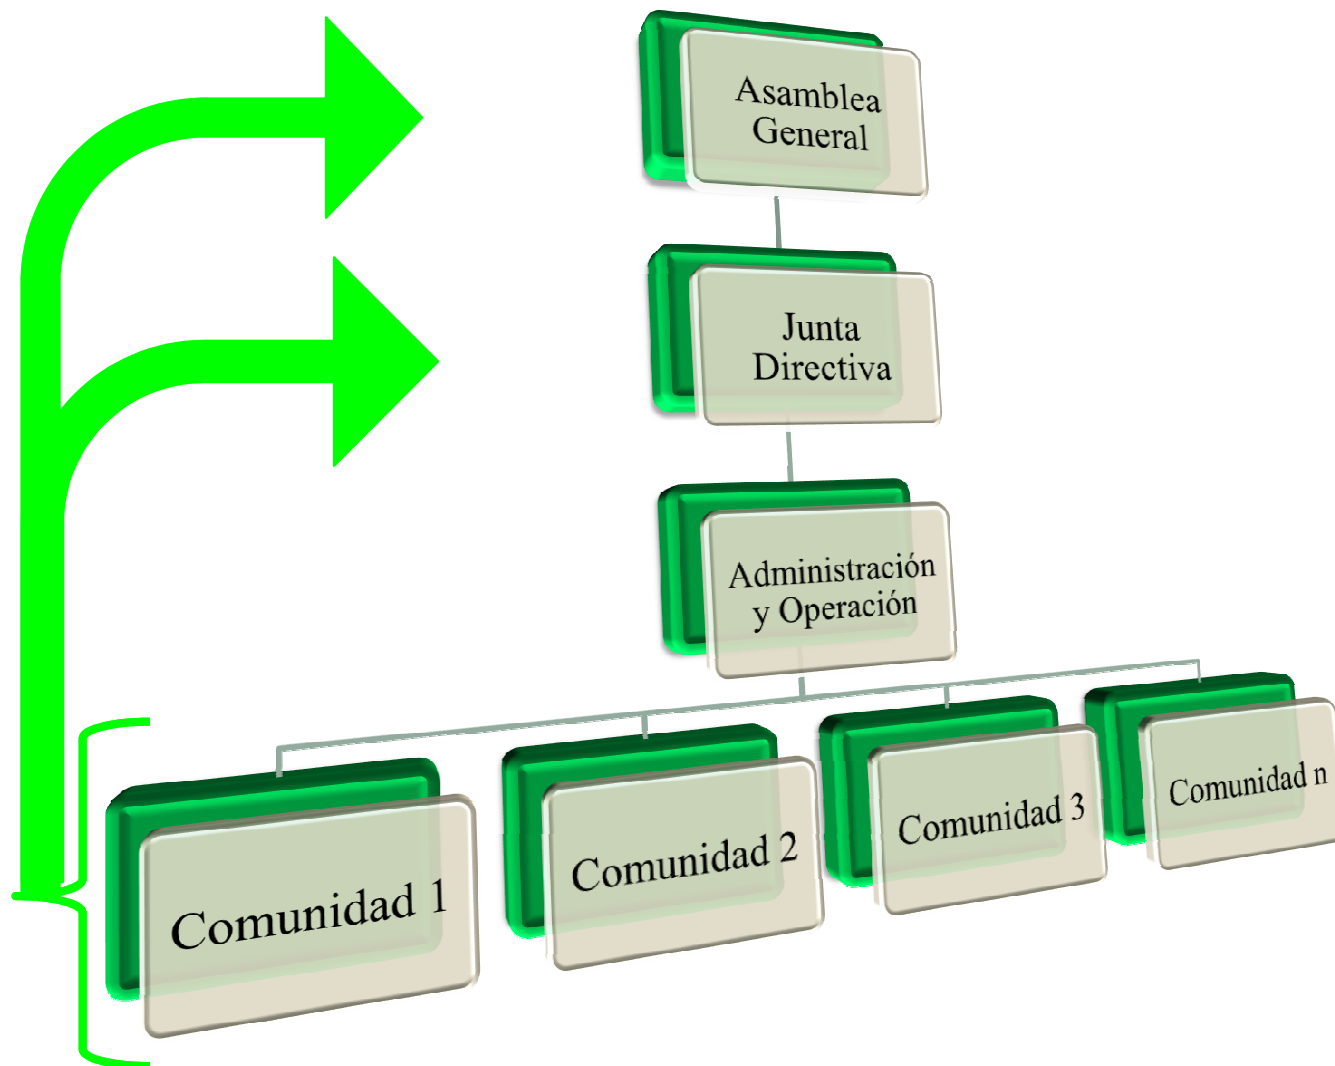 Asamblea
General
Junta
Directiva
Administración
y Operación
Comunidad 1
Comunidad 2
Comunidad 3
Comunidad n